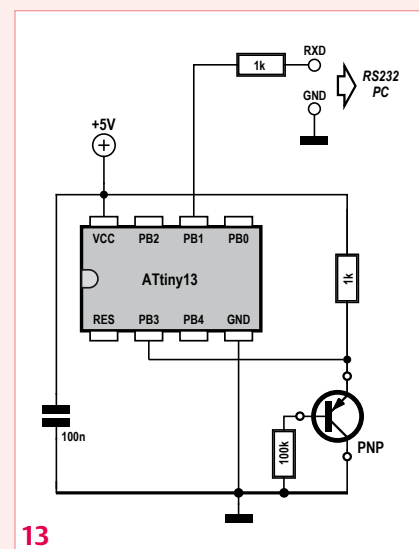 RXD
1k
GND
RS232
PC
+5V
VCC PB2 PB1 PB0
ATtiny13
RES PB3 PB4 GND
1k
100n
100k
PNP
13